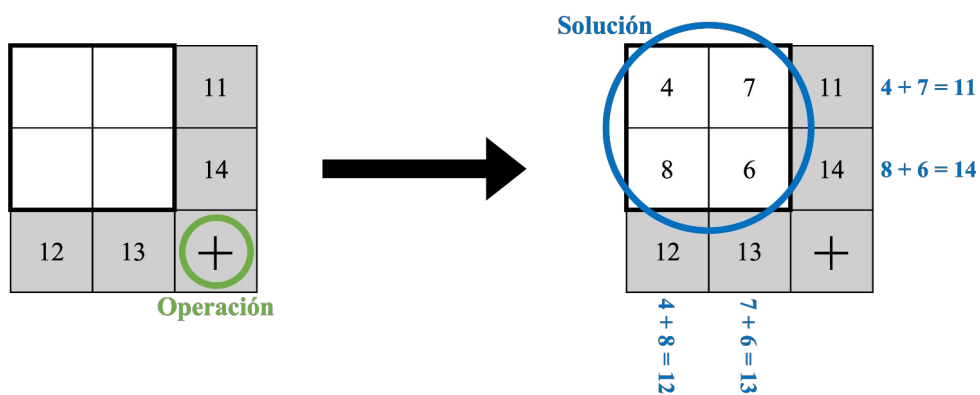 Solución
11
4 7 11 4 + 7 = 11
14
8 6 14 8 + 6 = 14
12 13 +
12 13 +
Operación
4 + 8 = 12
7 + 6 = 13